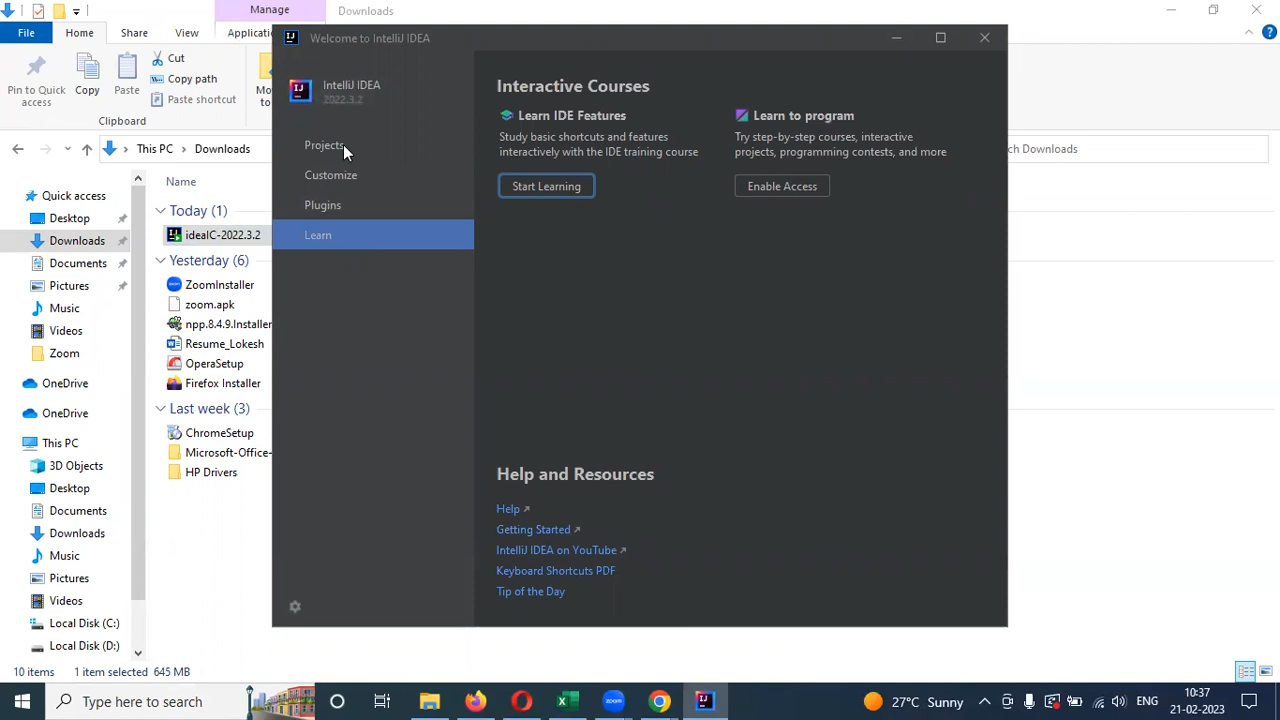 Manage
Downloads
File
Home
Share
View
Applicati
Pin to Quick
access
Copy
Paste
Cut
Copy path
Paste shortcut
Mo
to
Clipboard
This PC
Downloads
ch Downloads
Quick access
Desktop
Downloads
Documents
Pictures
Music
Videos
Zoom
OneDrive
OneDrive
This PC
3D Objects
Desktop
Documents
Downloads
Music
Pictures
Videos
Local Disk (C:)
Local Disk (D:)
Name
Today (1)
ideaIC-2022.3.2
Yesterday (6)
ZoomInstaller
zoom.apk
npp.8.4.9.Installer
Resume_Lokesh
OperaSetup
Firefox Installer
Last week (3)
ChromeSetup
Microsoft-Office-
HP Drivers
10 items
1 item selected 645 MB
Welcome to IntelliJ IDEA
IntelliJ IDEA
2022.3.2
Projects
Customize
Plugins
Learn
Interactive Courses
Learn IDE Features
Study basic shortcuts and features
interactively with the IDE training course
Start Learning
Learn to program
Try step-by-step courses, interactive
projects, programming contests, and more
Enable Access
Help and Resources
Help
Getting Started
IntelliJ IDEA on YouTube
Keyboard Shortcuts PDF
Tip of the Day
Type here to search
zoom
27°C Sunny
ENG
10:37
21-02-2023